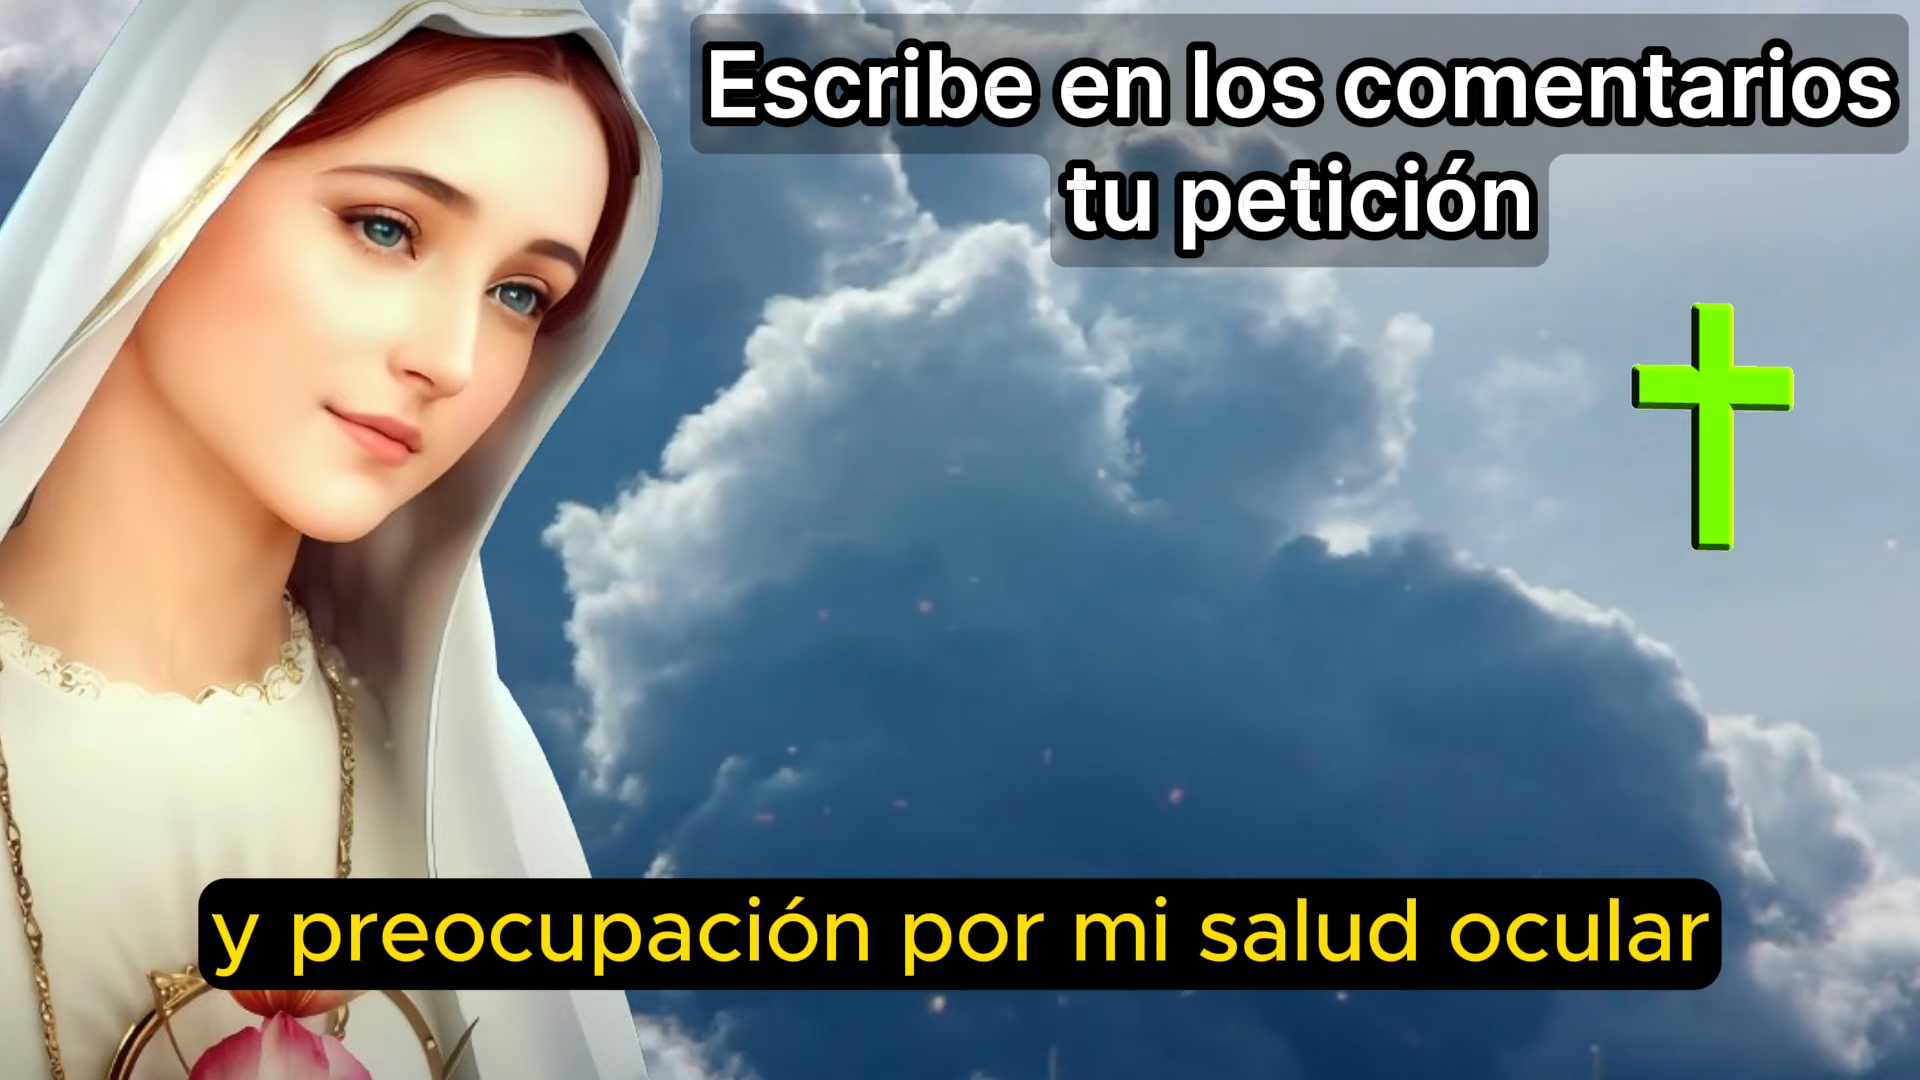 Escribe en los comentarios
tu petición
y preocupación por mi salud ocular